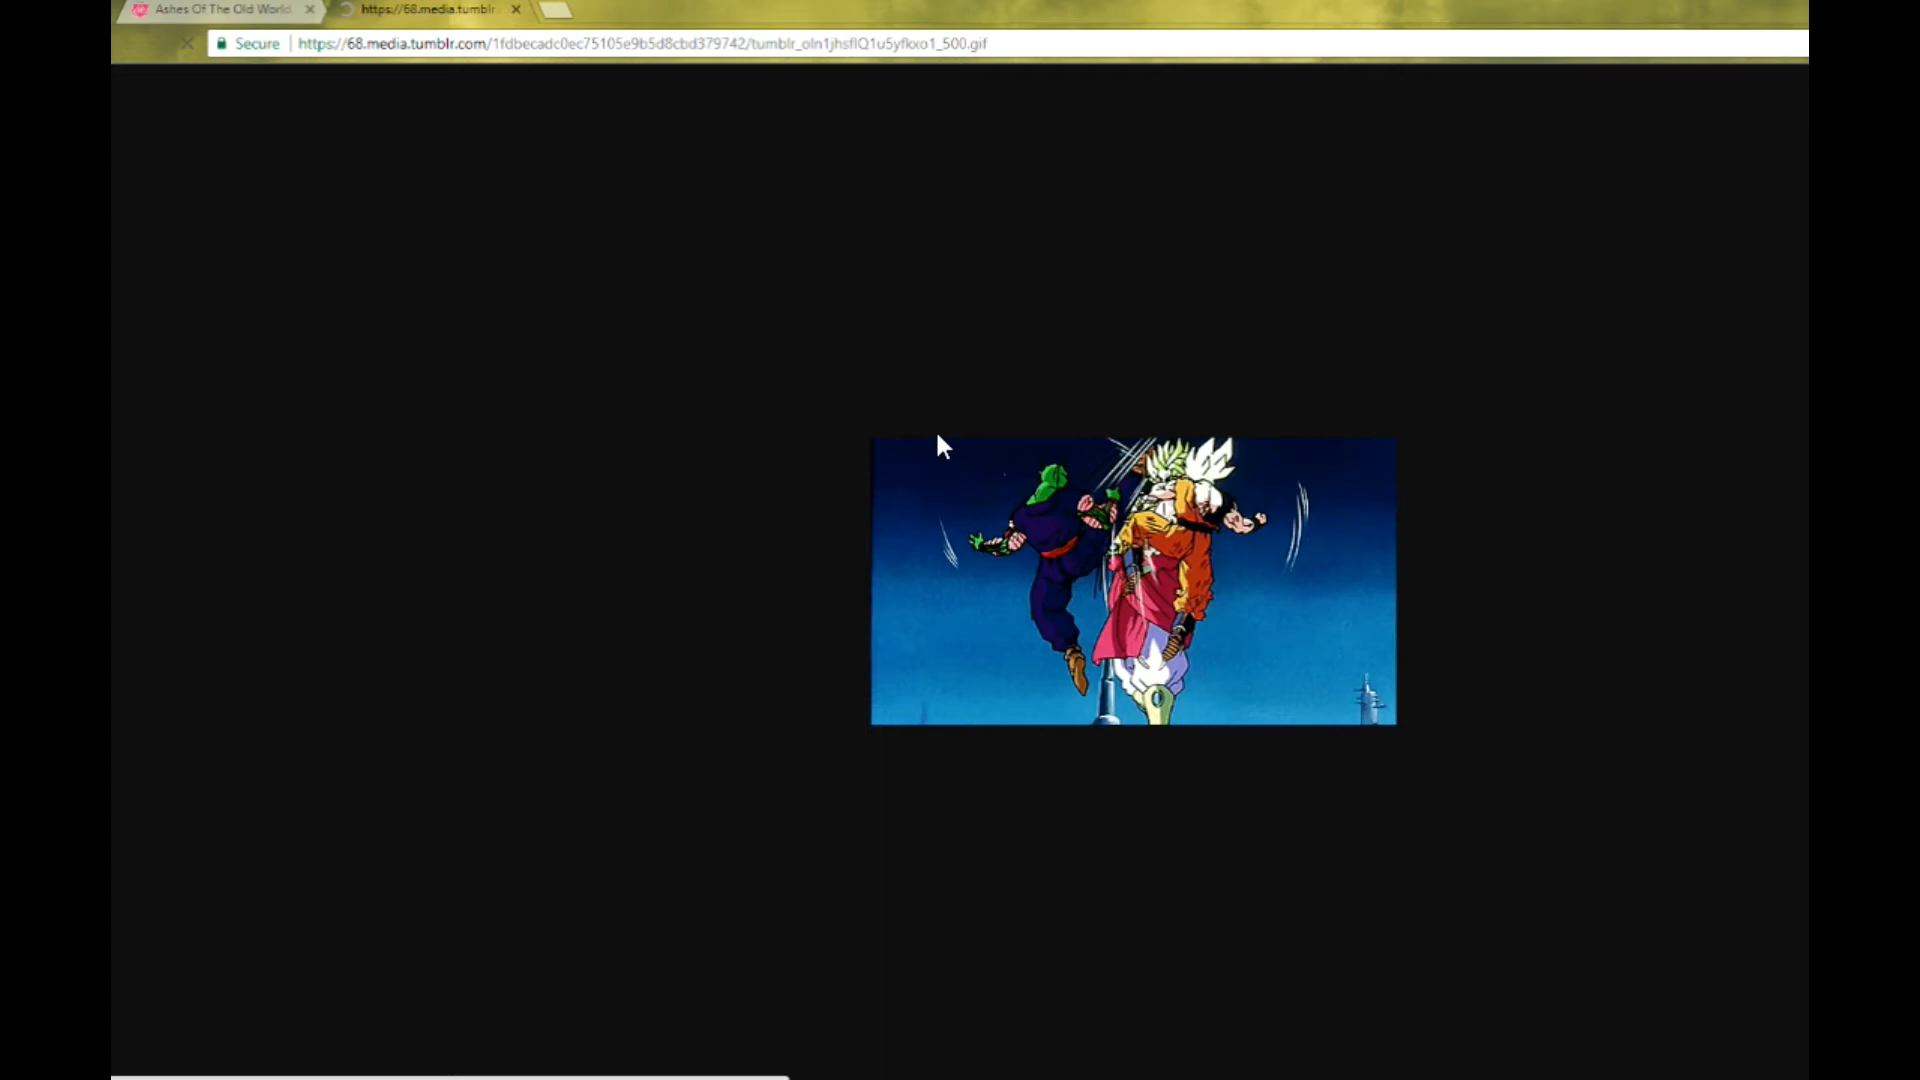 Ashes Of The Old World
https://68.media.tumblr
Secure
https://68.media.tumblr.com/1fdbecadc0ec75105e9b5d8cbd379742/tumblr_oln1jhsflQ1u5yfkxo1_500.gif